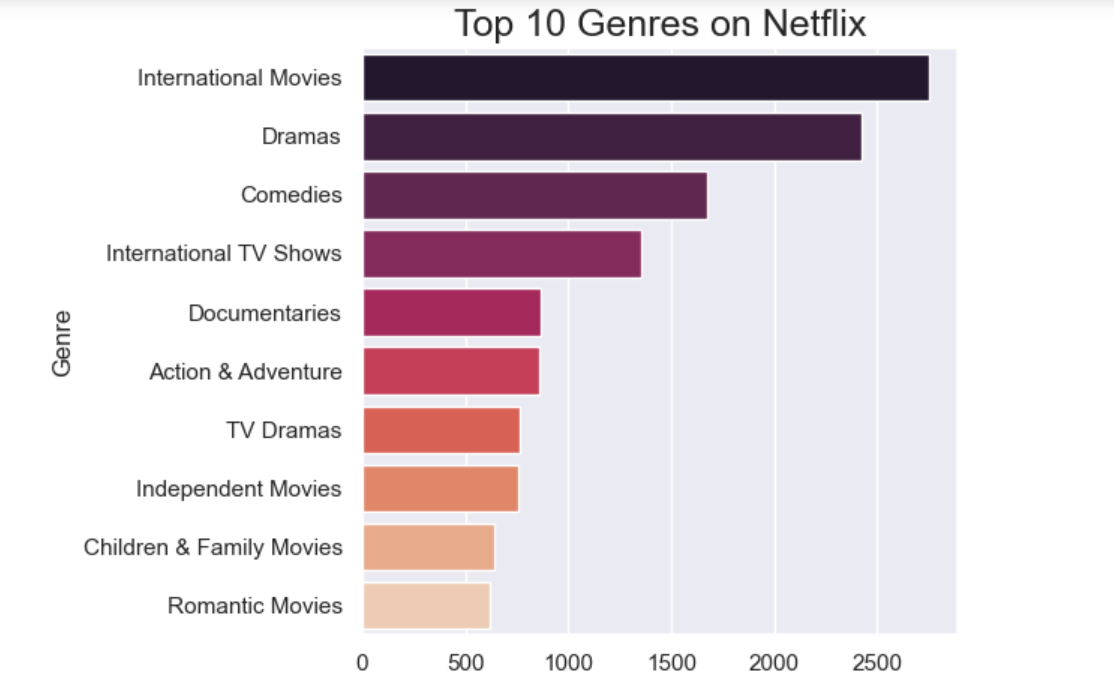 Top 10 Genres on Netflix
International Movies
Dramas
Comedies
International TV Shows
Documentaries
Action & Adventure
TV Dramas
Independent Movies
Children & Family Movies
Romantic Movies
Genre
0 500 1000 1500 2000 2500